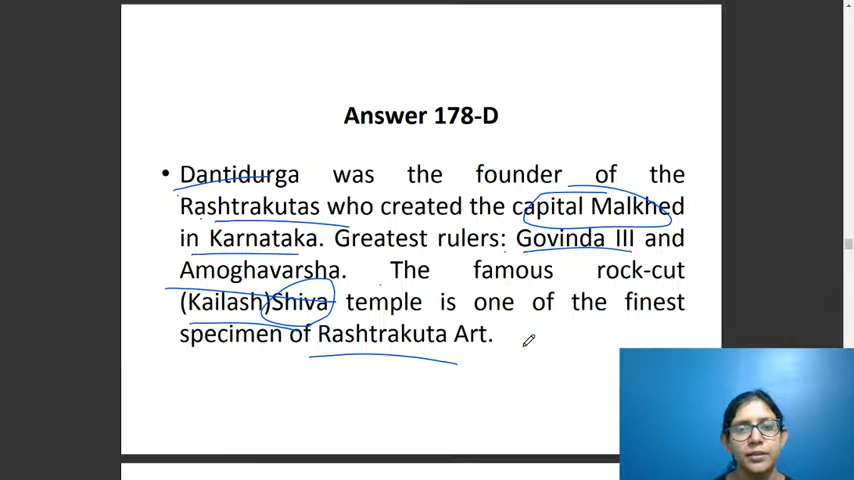 Answer 178-D
• Dantidurga was the founder of the
Rashtrakutas who created the capital Malkhed
in Karnataka. Greatest rulers: Govinda III and
Amoghavarsha. The famous rock-cut
(Kailash)Shiva temple is one of the finest
specimen of Rashtrakuta Art.